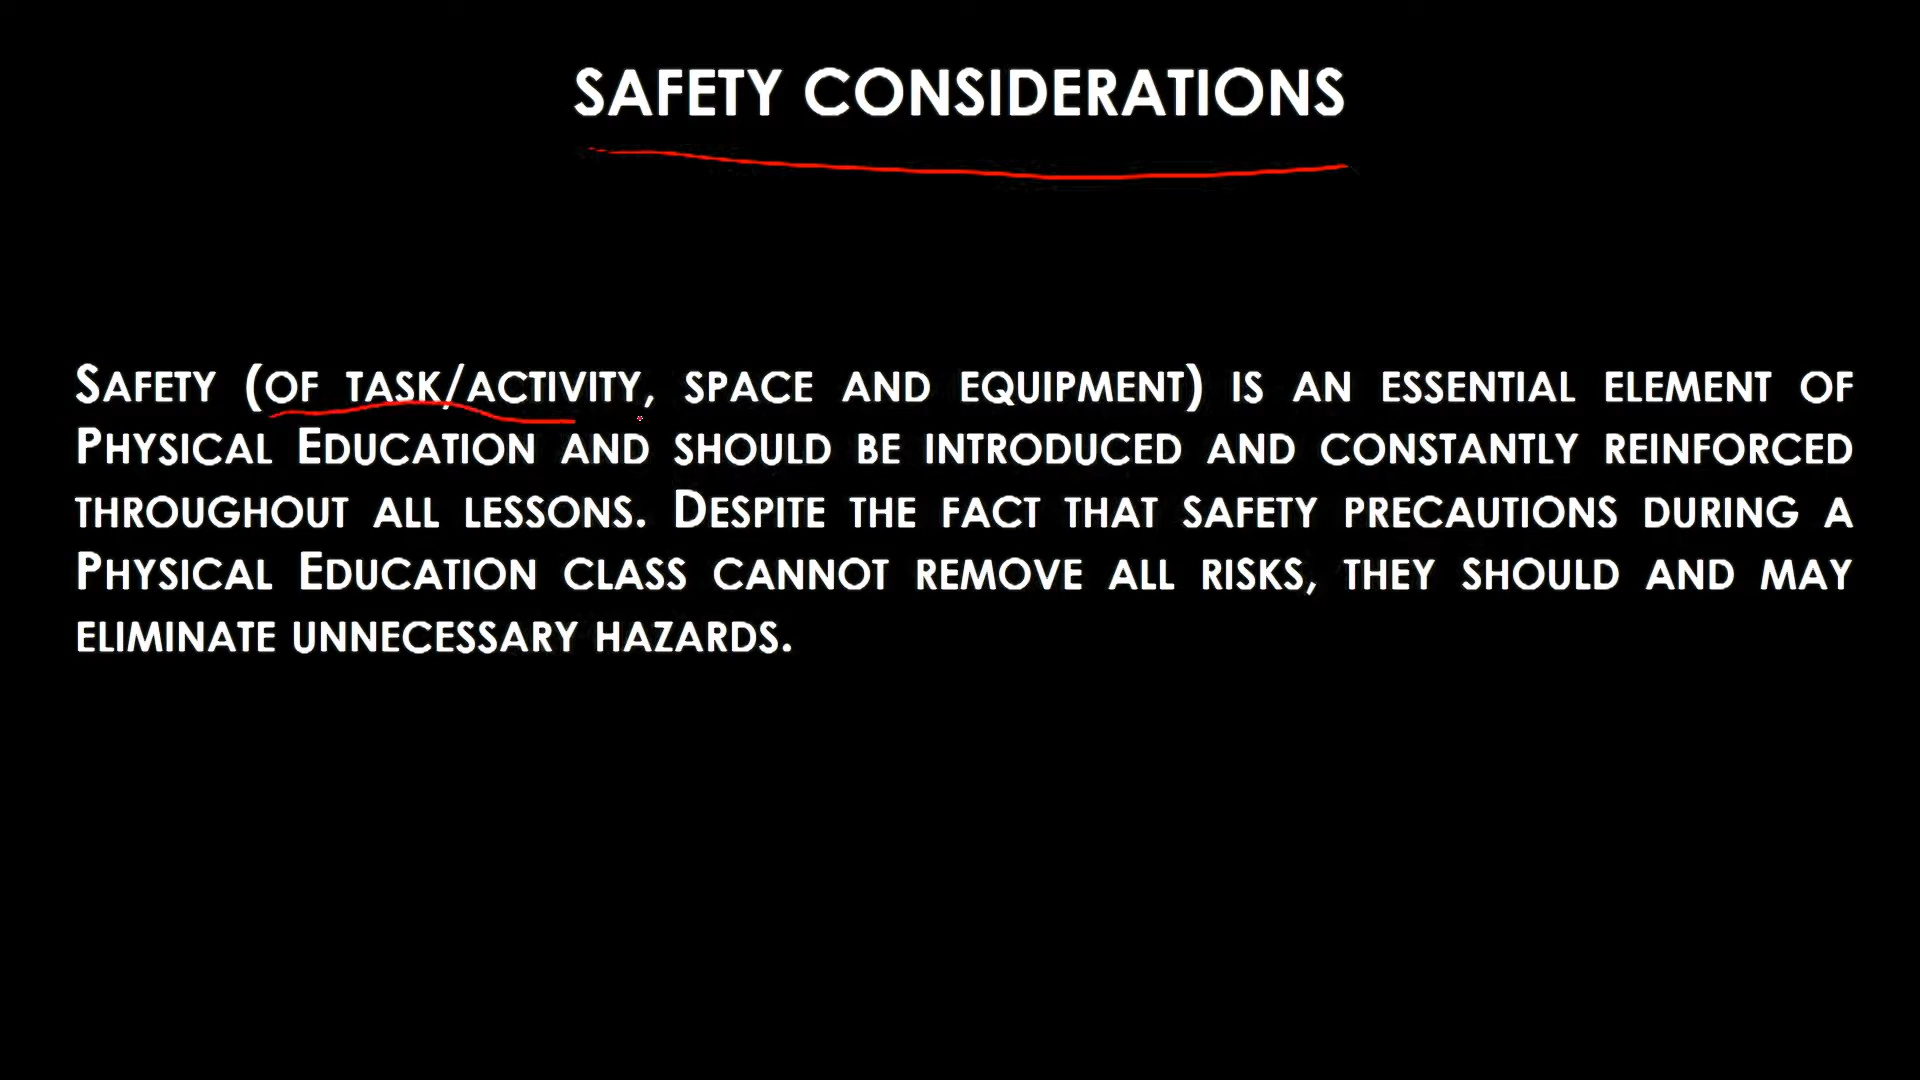 SAFETY CONSIDERATIONS
SAFETY (OF TASK/ACTIVITY, SPACE AND EQUIPMENT) IS AN ESSENTIAL ELEMENT OF
PHYSICAL EDUCATION AND SHOULD BE INTRODUCED AND CONSTANTLY REINFORCED
THROUGHOUT ALL LESSONS. DESPITE THE FACT THAT SAFETY PRECAUTIONS DURING A
PHYSICAL EDUCATION CLASS CANNOT REMOVE ALL RISKS, THEY SHOULD AND MAY
ELIMINATE UNNECESSARY HAZARDS.